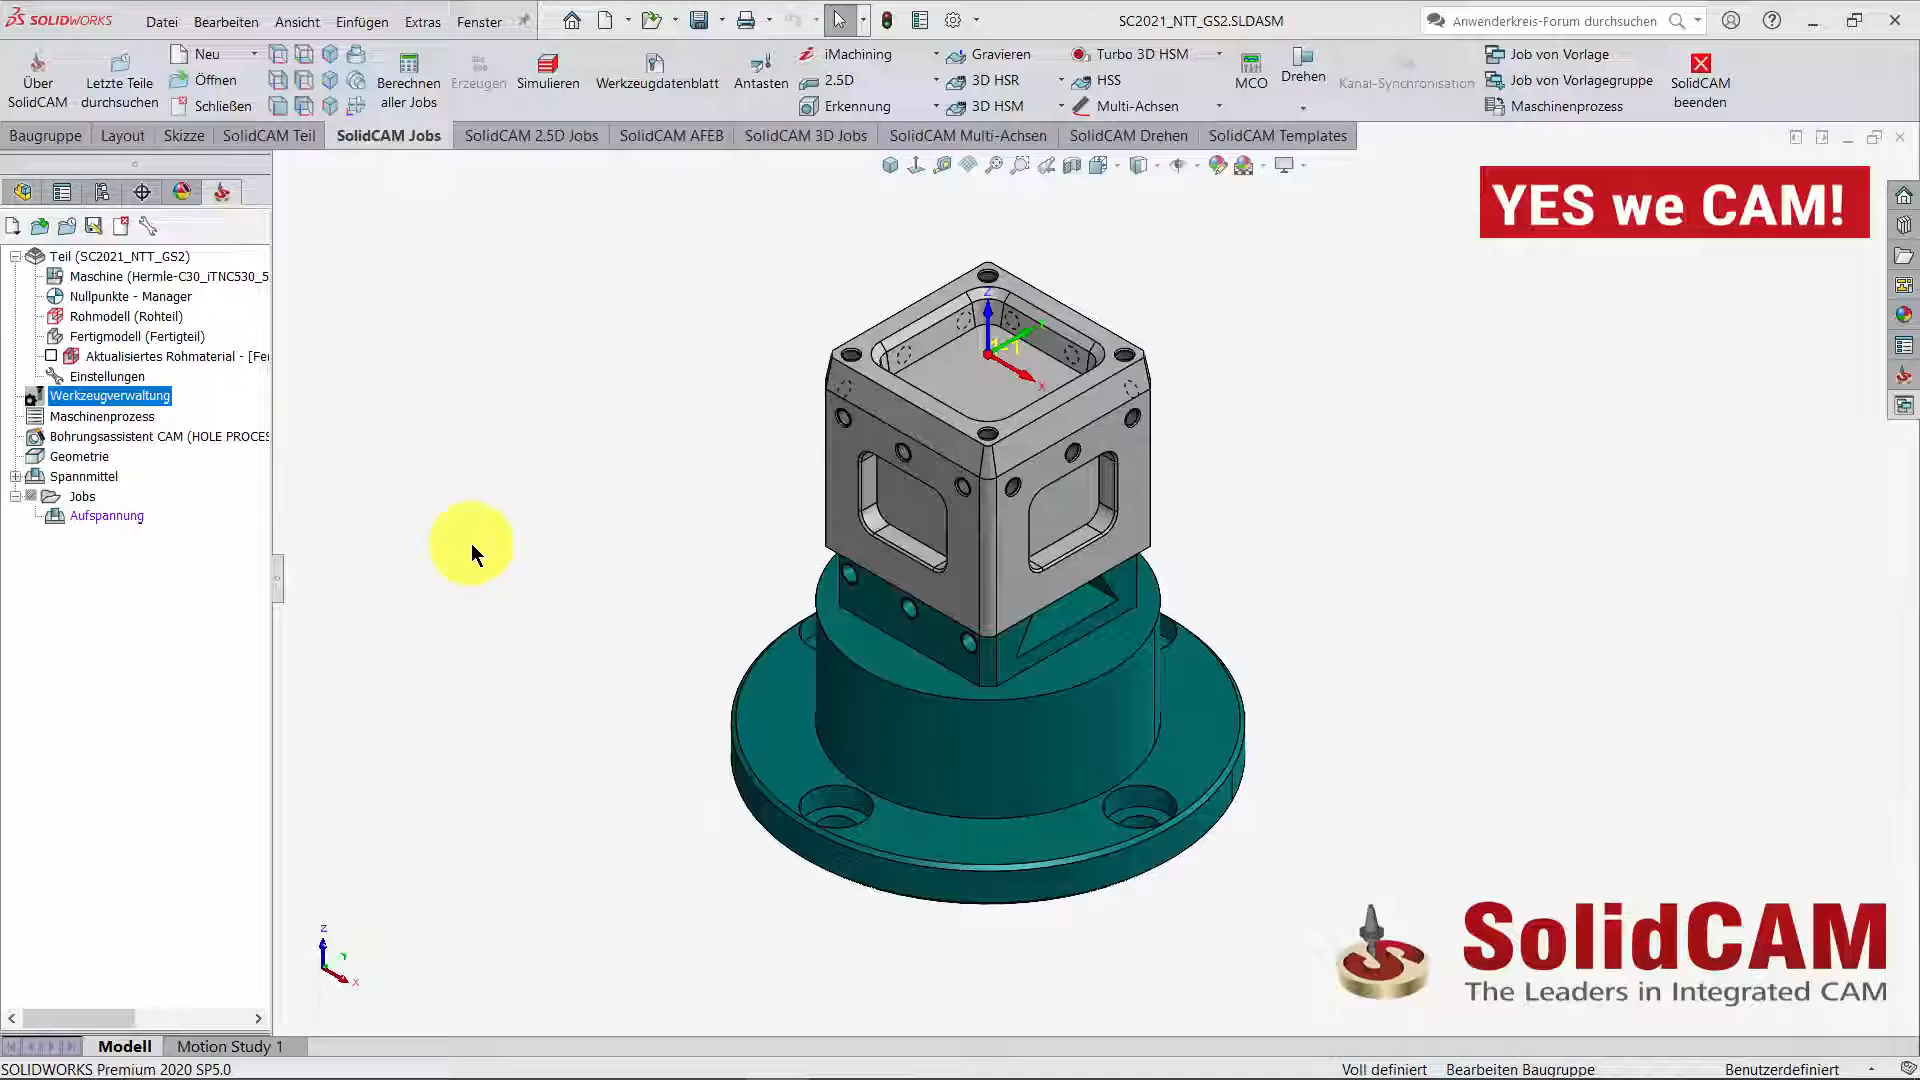 SOLIDWORKS Datei Bearbeiten Ansicht Einfügen Extras Fenster SC2021_NTT_GS2.SLDASM Anwenderkreis-Forum durchsuchen
Über SolidCAM
Letzte Teile durchsuchen
Neu
Öffnen
Schließen
Berechnen aller Jobs
Erzeugen
Simulieren
Werkzeugdatenblatt
Antasten
iMachining
2.5D
Erkennung
Gravieren
3D HSR
3D HSM
Turbo 3D HSM
HSS
Multi-Achsen
MCO
Drehen
Kanal-Synchronisation
Job von Vorlage
Job von Vorlagegruppe
Maschinenprozess
SolidCAM beenden
Baugruppe Layout Skizze SolidCAM Teil SolidCAM Jobs SolidCAM 2.5D Jobs SolidCAM AFEB SolidCAM 3D Jobs SolidCAM Multi-Achsen SolidCAM Drehen SolidCAM Templates
YES we CAM!
Teil (SC2021_NTT_GS2)
Maschine (Hermle-C30_iTNC530_5
Nullpunkte - Manager
Rohmodell (Rohteil)
Fertigmodell (Fertigteil)
Aktualisiertes Rohmaterial - [Fer
Einstellungen
Werkzeugverwaltung
Maschinenprozess
Bohrungsassistent CAM (HOLE PROCES
Geometrie
Spannmittel
Jobs
Aufspannung
Z
X
Z
X
SolidCAM
The Leaders in Integrated CAM
Modell Motion Study 1
SOLIDWORKS Premium 2020 SP5.0 Voll definiert Bearbeiten Baugruppe Benutzerdefiniert